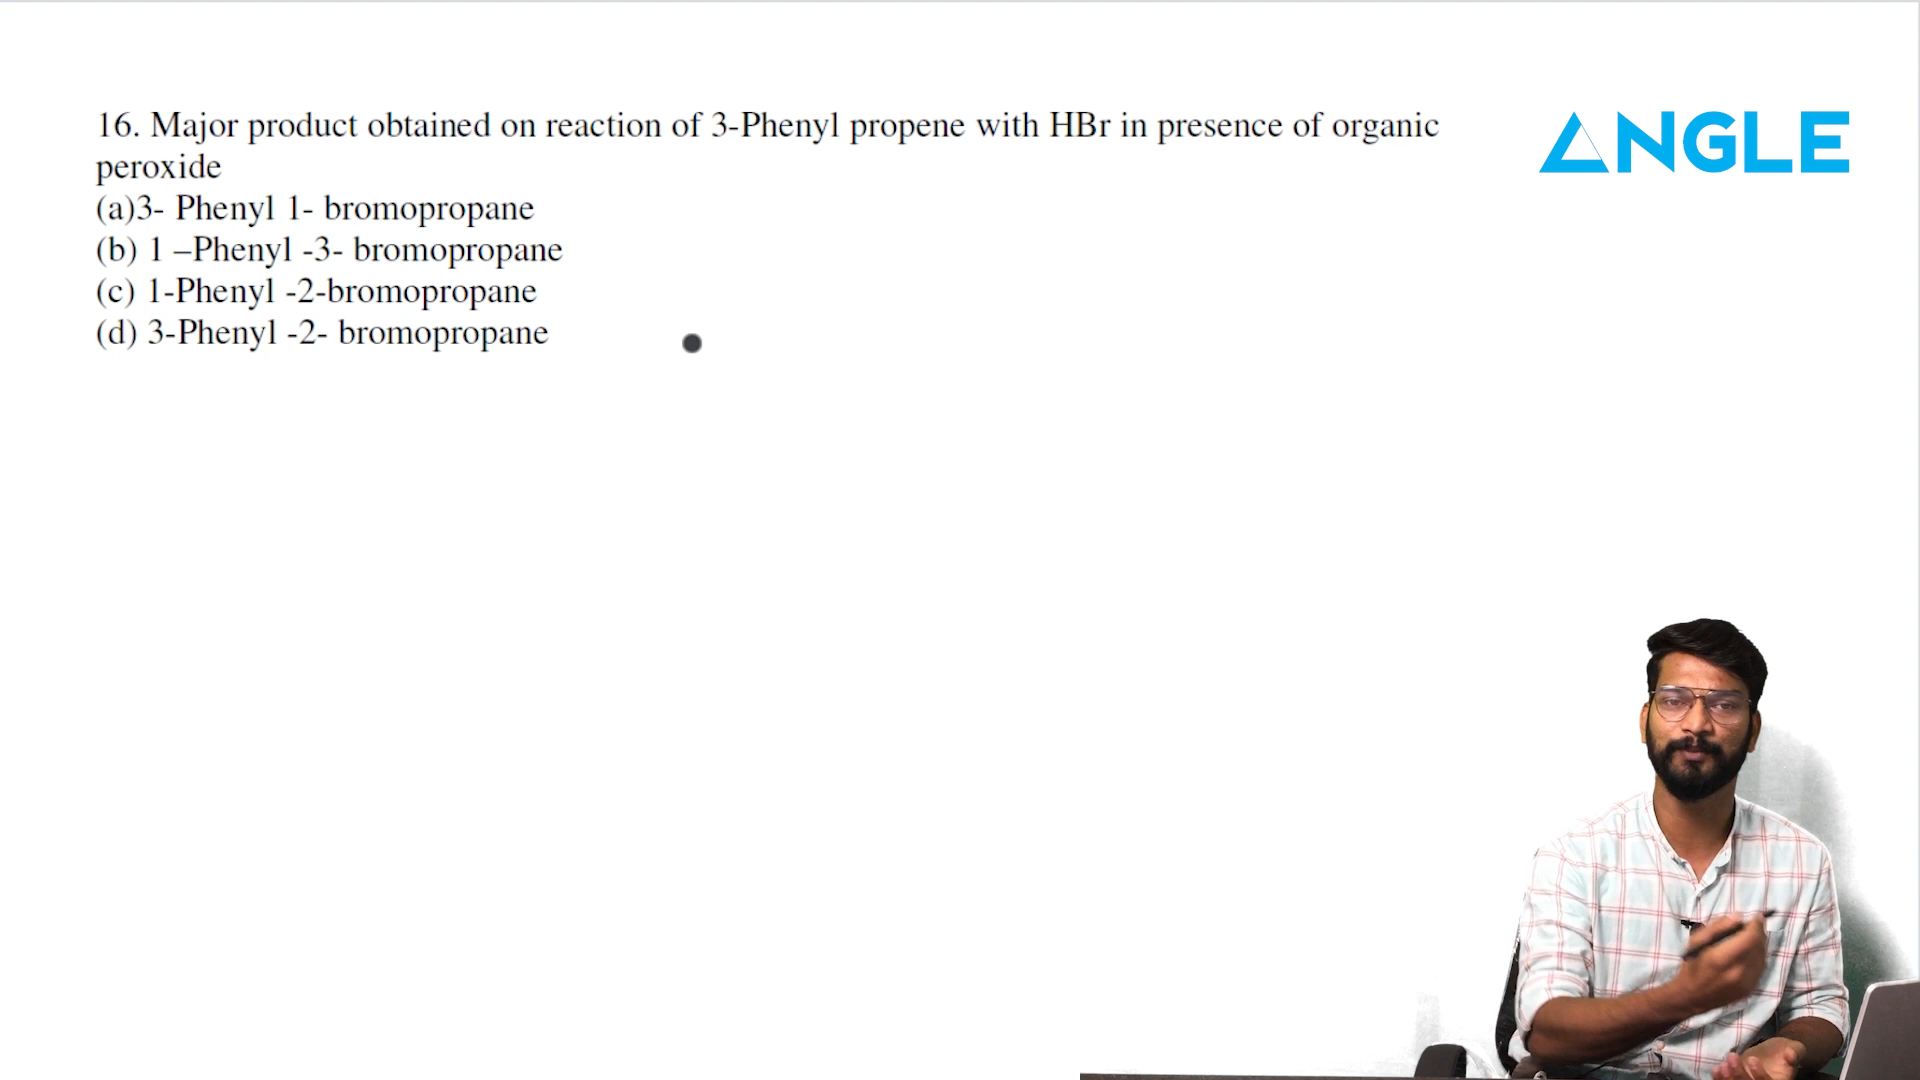 16. Major product obtained on reaction of 3-Phenyl propene with HBr in presence of organic
peroxide
(a)3- Phenyl 1- bromopropane
(b) 1 –Phenyl -3- bromopropane
(c) 1-Phenyl -2-bromopropane
(d) 3-Phenyl -2- bromopropane
ANGLE